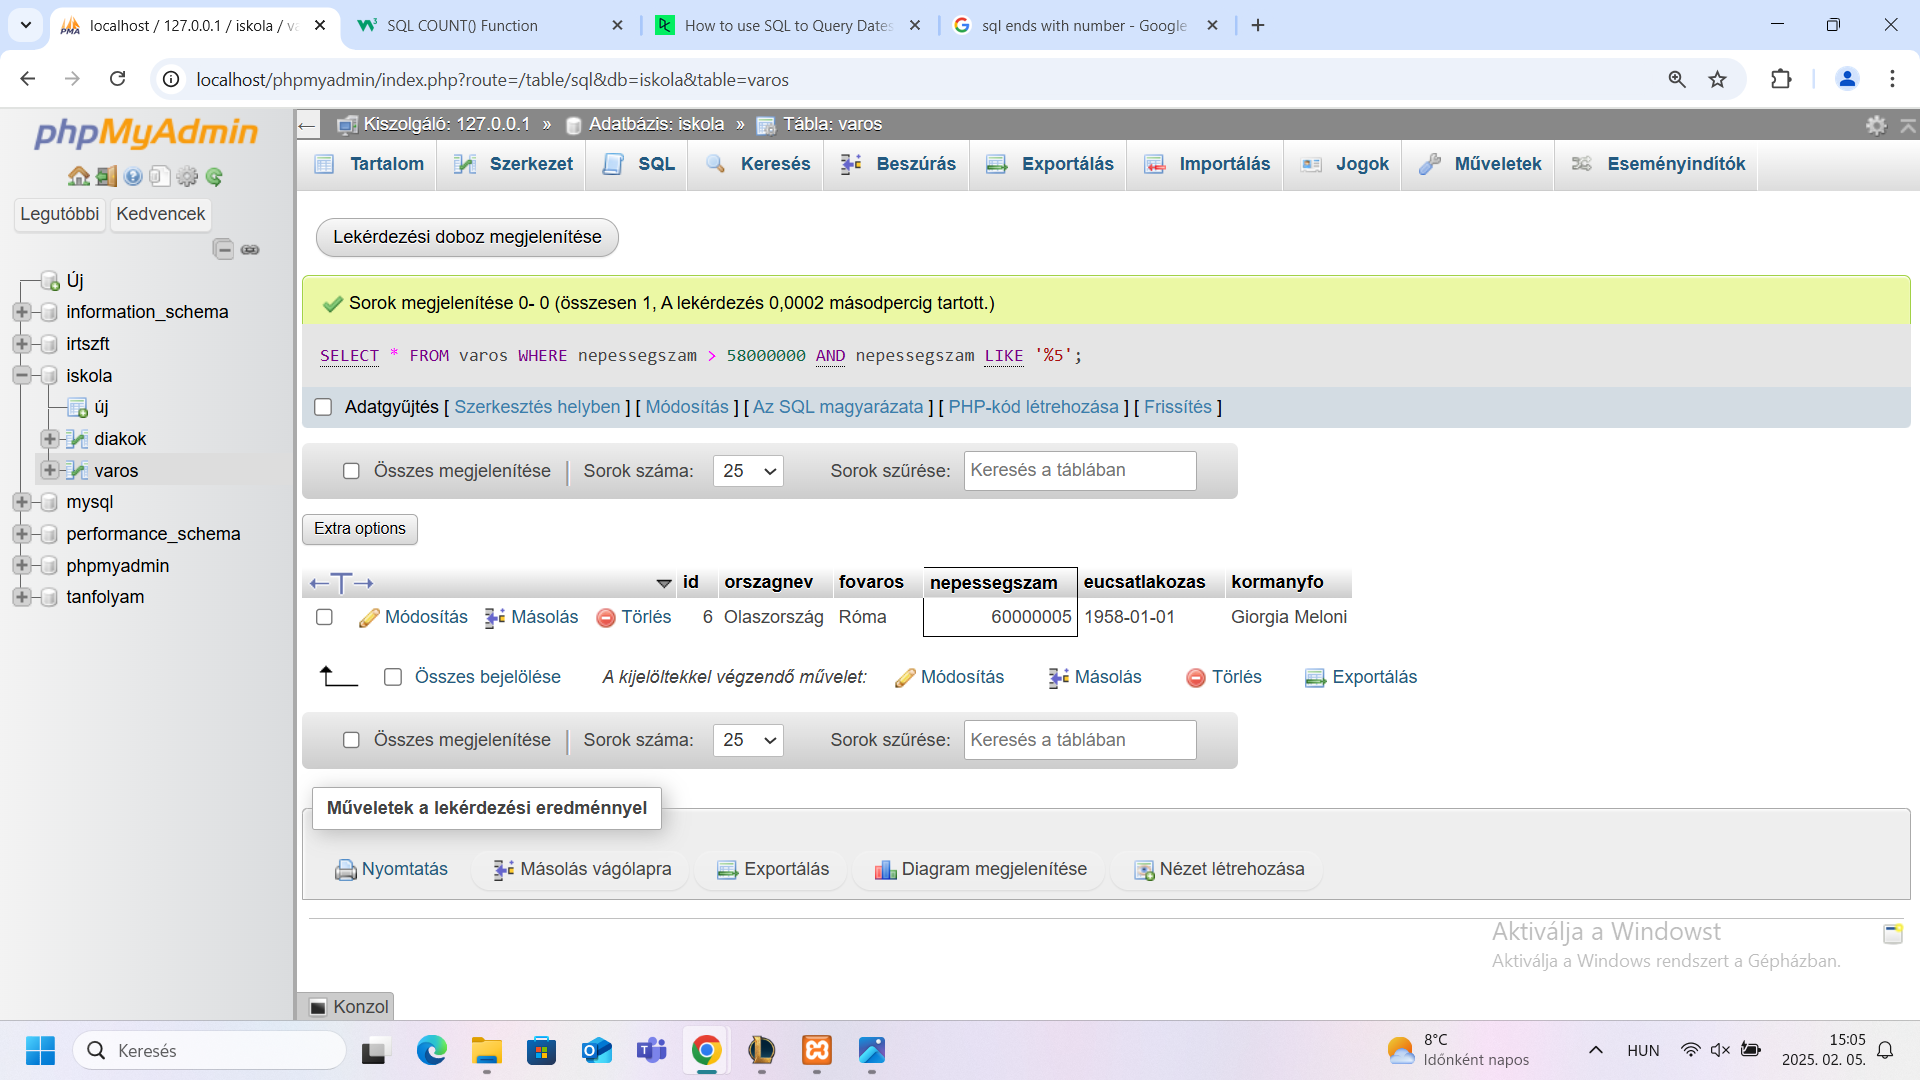 localhost / 127.0.0.1 / iskola / va
SQL COUNT() Function
How to use SQL to Query Dates
sql ends with number - Google
localhost/phpmyadmin/index.php?route=/table/sql&db=iskola&table=varos
phpMyAdmin
Legutóbbi Kedvencek
Új
information_schema
irtszft
iskola
új
diakok
varos
mysql
performance_schema
phpmyadmin
tanfolyam
Kiszolgáló: 127.0.0.1 » Adatbázis: iskola » Tábla: varos
Tartalom Szerkezet SQL Keresés Beszúrás Exportálás Importálás Jogok Műveletek Eseményindítók
Lekérdezési doboz megjelenítése
Sorok megjelenítése 0- 0 (összesen 1, A lekérdezés 0,0002 másodpercig tartott.)
SELECT * FROM varos WHERE nepessegszam > 58000000 AND nepessegszam LIKE '%5';
Adatgyűjtés [ Szerkesztés helyben ] [ Módosítás ] [ Az SQL magyarázata ] [ PHP-kód létrehozása ] [ Frissítés ]
Összes megjelenítése | Sorok száma: 25 Sorok szűrése: Keresés a táblában
Extra options
←T→ id orszagnev fovaros nepessegszam eucsatlakozas kormanyfo
Módosítás Másolás Törlés 6 Olaszország Róma 60000005 1958-01-01 Giorgia Meloni
Összes bejelölése A kijelöltekkel végzendő művelet: Módosítás Másolás Törlés Exportálás
Összes megjelenítése | Sorok száma: 25 Sorok szűrése: Keresés a táblában
Műveletek a lekérdezési eredménnyel
Nyomtatás Másolás vágólapra Exportálás Diagram megjelenítése Nézet létrehozása
Aktiválja a Windowst
Aktiválja a Windows rendszert a Gépházban.
Konzol
Keresés
8°C
Időnként napos
HUN
15:05
2025. 02. 05.